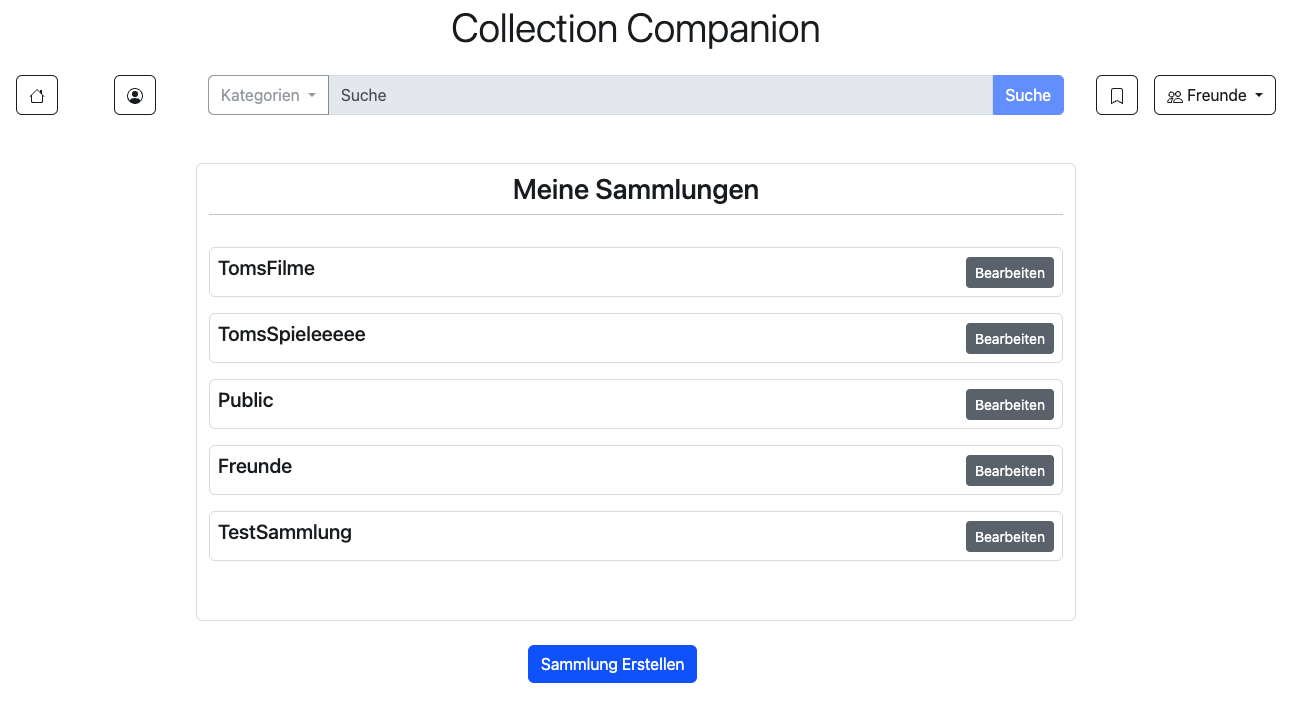 Collection Companion
Kategorien Suche Suche Freunde
Meine Sammlungen
TomsFilme Bearbeiten
TomsSpieleeeee Bearbeiten
Public Bearbeiten
Freunde Bearbeiten
TestSammlung Bearbeiten
Sammlung Erstellen